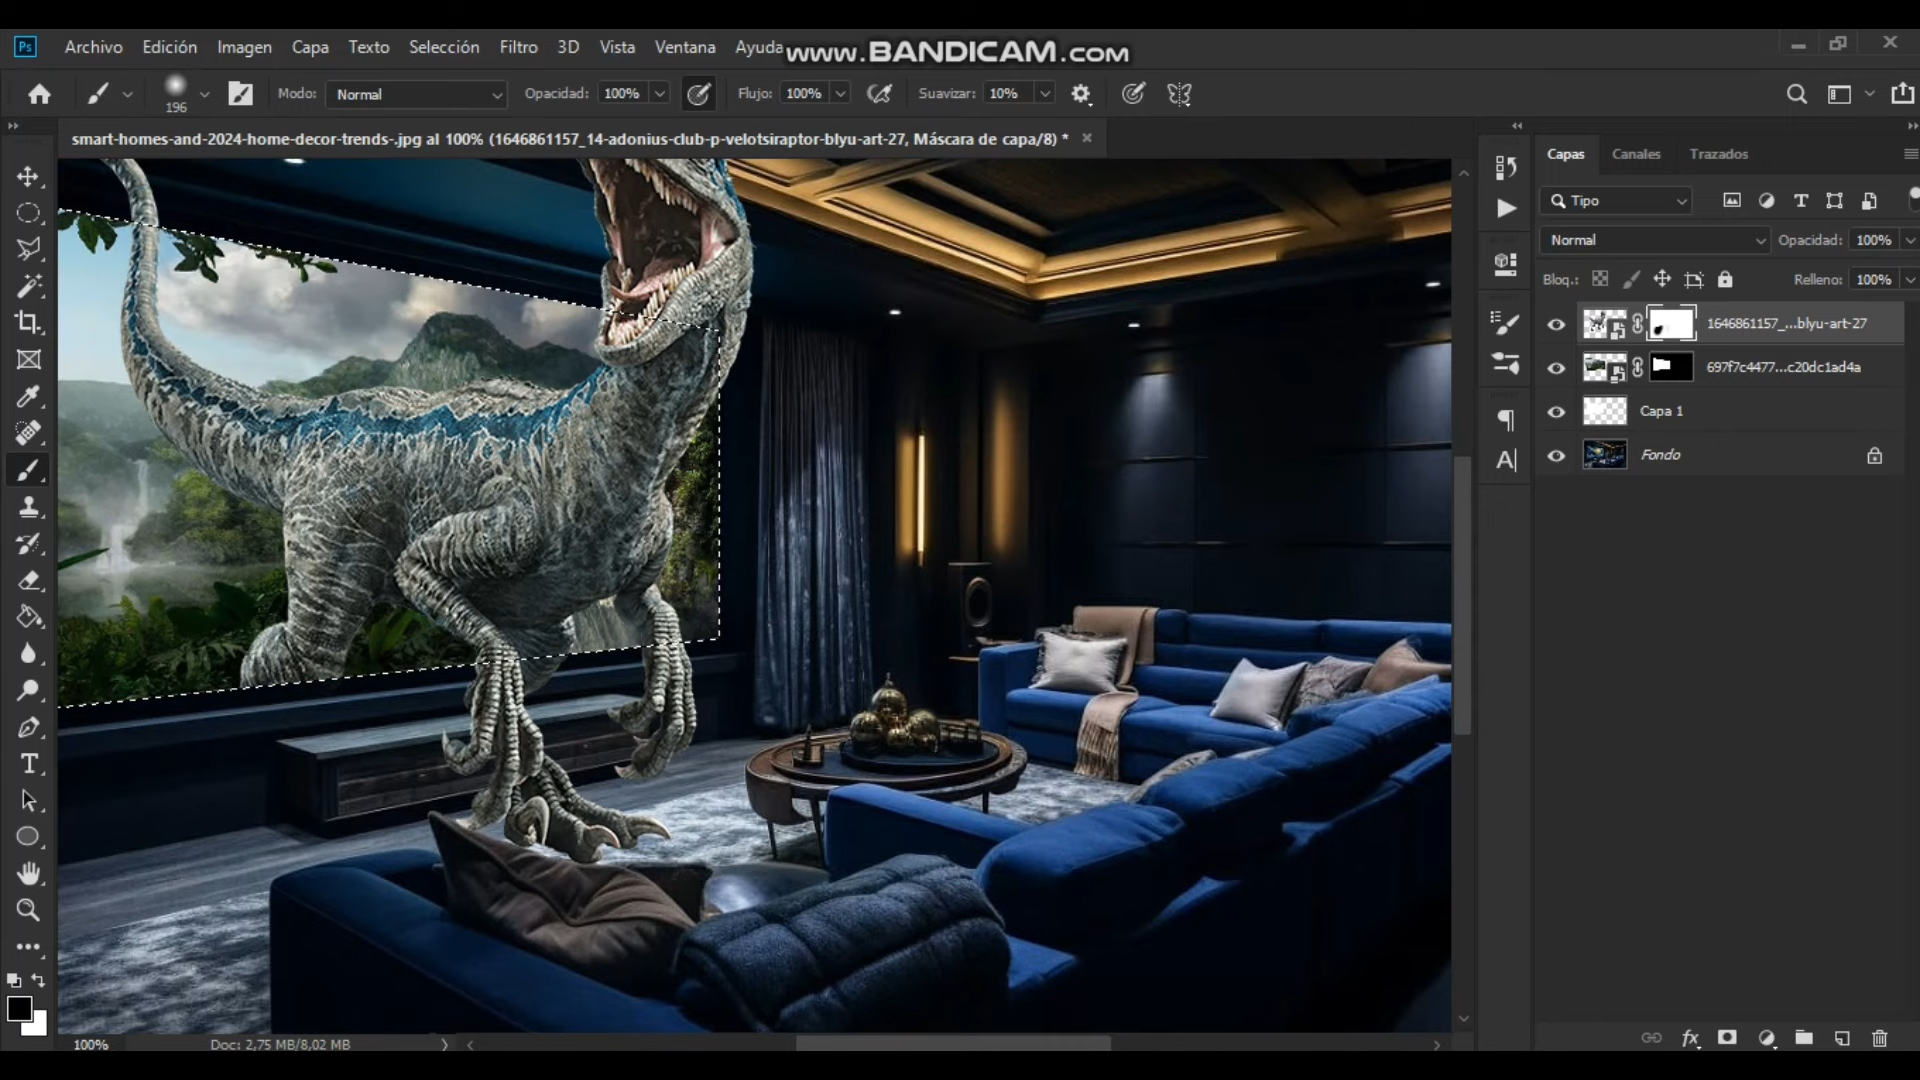 Ps Archivo Edición Imagen Capa Texto Selección Filtro 3D Vista Ventana Ayuda
www.BANDICAM.com
196 Modo: Normal Opacidad: 100% Flujo: 100% Suavizar: 10%
smart-homes-and-2024-home-decor-trends-.jpg al 100% (1646861157_14-adonius-club-p-velotsiraptor-blyu-art-27, Máscara de capa/8) * ×
Capas Canales Trazados
Tipo
Normal Opacidad: 100%
Bloq.: Relleno: 100%
1646861157_...blyu-art-27
697f7c4477...c20dc1ad4a
Capa 1
Fondo
100% Doc: 2,75 MB/8,02 MB